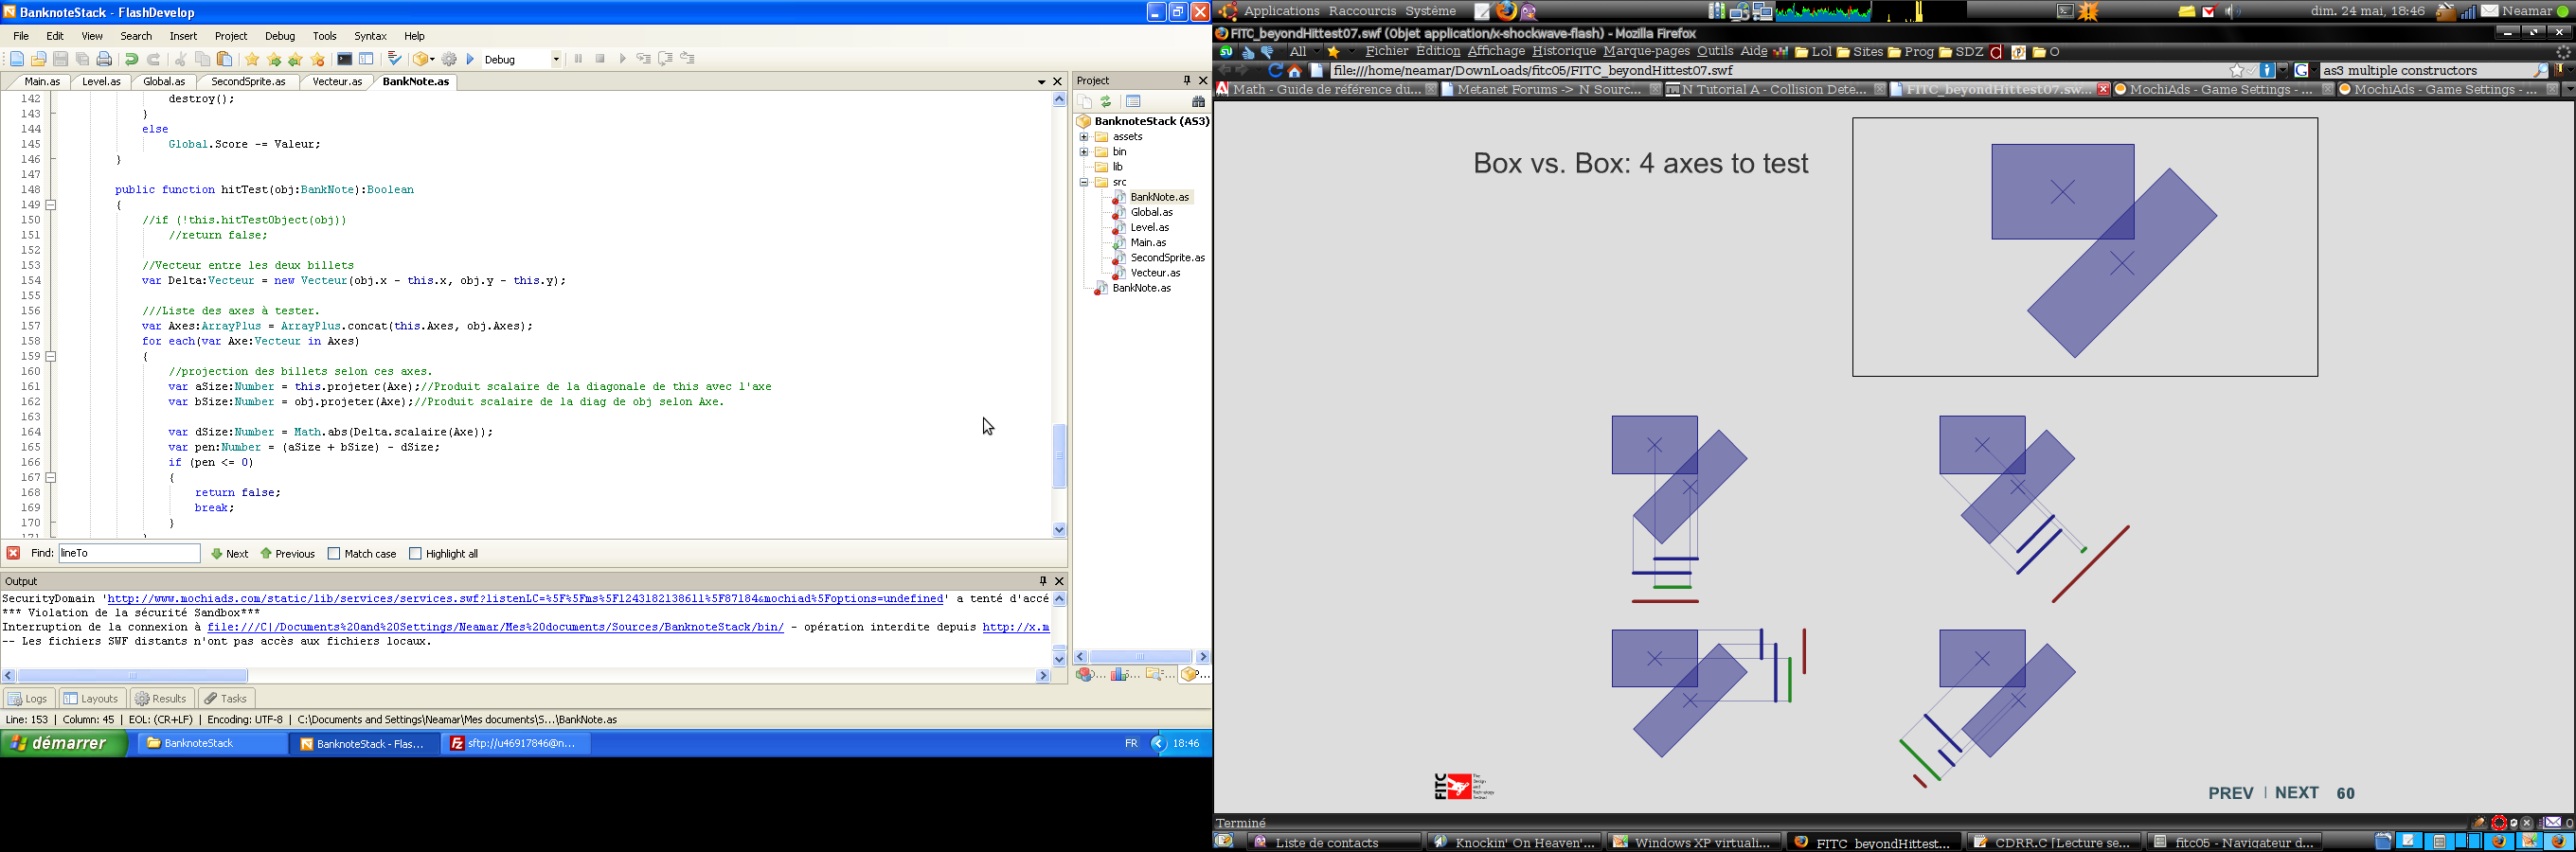 BanknoteStack - FlashDevelop
File Edit View Search Insert Project Debug Tools Syntax Help
Debug
Main.as Level.as Global.as SecondSprite.as Vecteur.as BankNote.as
142 destroy();
143 }
144 else
145 Global.Score -= Valeur;
146 }
147
148 public function hitTest(obj:BankNote):Boolean
149 {
150 //if (!this.hitTestObject(obj))
151 //return false;
152
153 //Vecteur entre les deux billets
154 var Delta:Vecteur = new Vecteur(obj.x - this.x, obj.y - this.y);
155
156 ///Liste des axes à tester.
157 var Axes:ArrayPlus = ArrayPlus.concat(this.Axes, obj.Axes);
158 for each(var Axe:Vecteur in Axes)
159 {
160 //projection des billets selon ces axes.
161 var aSize:Number = this.projeter(Axe);//Produit scalaire de la diagonale de this avec l'axe
162 var bSize:Number = obj.projeter(Axe);//Produit scalaire de la diag de obj selon Axe.
163
164 var dSize:Number = Math.abs(Delta.scalaire(Axe));
165 var pen:Number = (aSize + bSize) - dSize;
166 if (pen <= 0)
167 {
168 return false;
169 break;
170 }
Find: lineTo Next Previous Match case Highlight all
Output
SecurityDomain 'http://www.mochiads.com/static/lib/services/services.swf?listenLC=%5F%5Fms%5F1243182138611%5F87184&mochiad%5Foptions=undefined' a tenté d'accé
*** Violation de la sécurité Sandbox***
Interruption de la connexion à file:///C|/Documents%20and%20Settings/Neamar/Mes%20documents/Sources/BanknoteStack/bin/ - opération interdite depuis http://x.m
-- Les fichiers SWF distants n'ont pas accès aux fichiers locaux.
Logs Layouts Results Tasks
Line: 153 | Column: 45 | EOL: (CR+LF) | Encoding: UTF-8 | C:\Documents and Settings\Neamar\Mes documents\S...\BankNote.as
démarrer BanknoteStack BanknoteStack - Flas... sftp://u46917846@n... FR 18:46
Project
BanknoteStack (AS3)
assets
bin
lib
src
BankNote.as
Global.as
Level.as
Main.as
SecondSprite.as
Vecteur.as
BankNote.as
Applications Raccourcis Système dim. 24 mai, 18:46 Neamar
FITC_beyondHittest07.swf (Objet application/x-shockwave-flash) - Mozilla Firefox
All Fichier Édition Affichage Historique Marque-pages Outils Aide Lol Sites Prog SDZ O
file:///home/neamar/DownLoads/fitc05/FITC_beyondHittest07.swf as3 multiple constructors
Math - Guide de référence du... Metanet Forums -> N Sourc... N Tutorial A - Collision Dete... FITC_beyondHittest07.sw... MochiAds - Game Settings - ... MochiAds - Game Settings - ...
Box vs. Box: 4 axes to test
FITC
PREV | NEXT 60
Terminé
Liste de contacts Knockin' On Heaven'... Windows XP virtuali... FITC_beyondHittest... CDRR.C [Lecture se... fitc05 - Navigateur d...